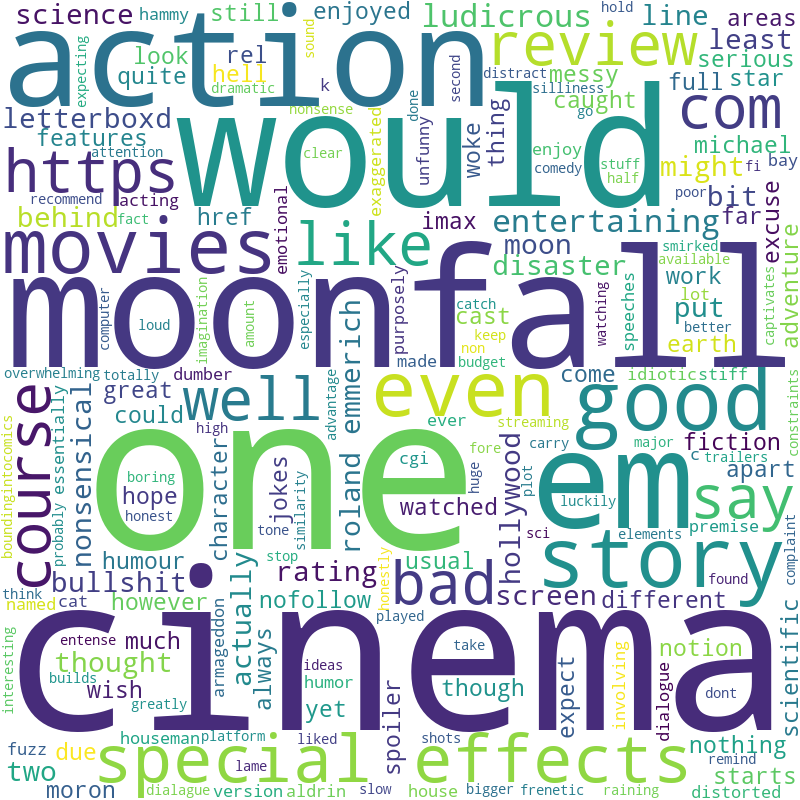 science hammy still enjoyed ludicrous line areas
action review least
expecting look rel sound distract messy serious
quite hell k second silliness full star
dramatic caught
letterboxd nonsense done go com
features would thing michael
attention clear exaggerated unfunny woke enjoy comedy stuff might fi bay
https half
recommend acting emotional hold poor bit excuse
behind fact href imax entertaining far
movies like moon smirked
disaster available adventure
moonfall purposely work captivates
computer loud imagination amount especially catch cast keep watching speeches put lot better
made non budget earth
overwhelming totally dumber come idiotic stiff
course great well roland emmerich advantage even good constraints
boundingintocomics probably essentially nonsensical could high ever streaming carry major c trailers
one character jokes fore fiction
boring cgi huge plot em apart
hope honest similarity watched hollywood luckily say
tone elements premise
humour stop usual sci story complaint
think bullshit actually rating honestly bad found
named cat however nofollow screen different
armageddon played
cinema
interesting entense much always ideas take notion scientific
thought humor though dont
builds wish greatly spoiler yet expect involving dialogue
houseman platform liked shots remind
fuzz due special effects nothing
two lame starts
moron dialague version aldrin slow house bigger frenetic raining distorted